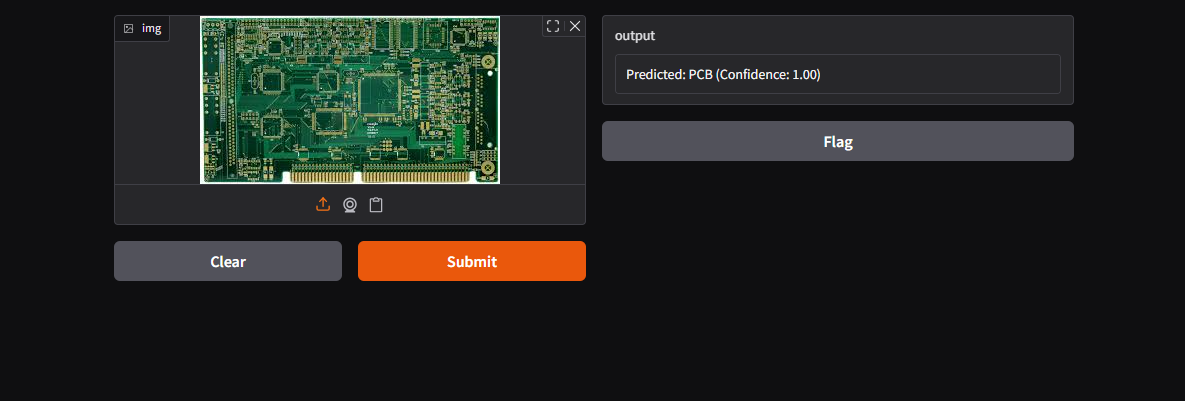 img
output
Predicted: PCB (Confidence: 1.00)
Flag
Clear
Submit